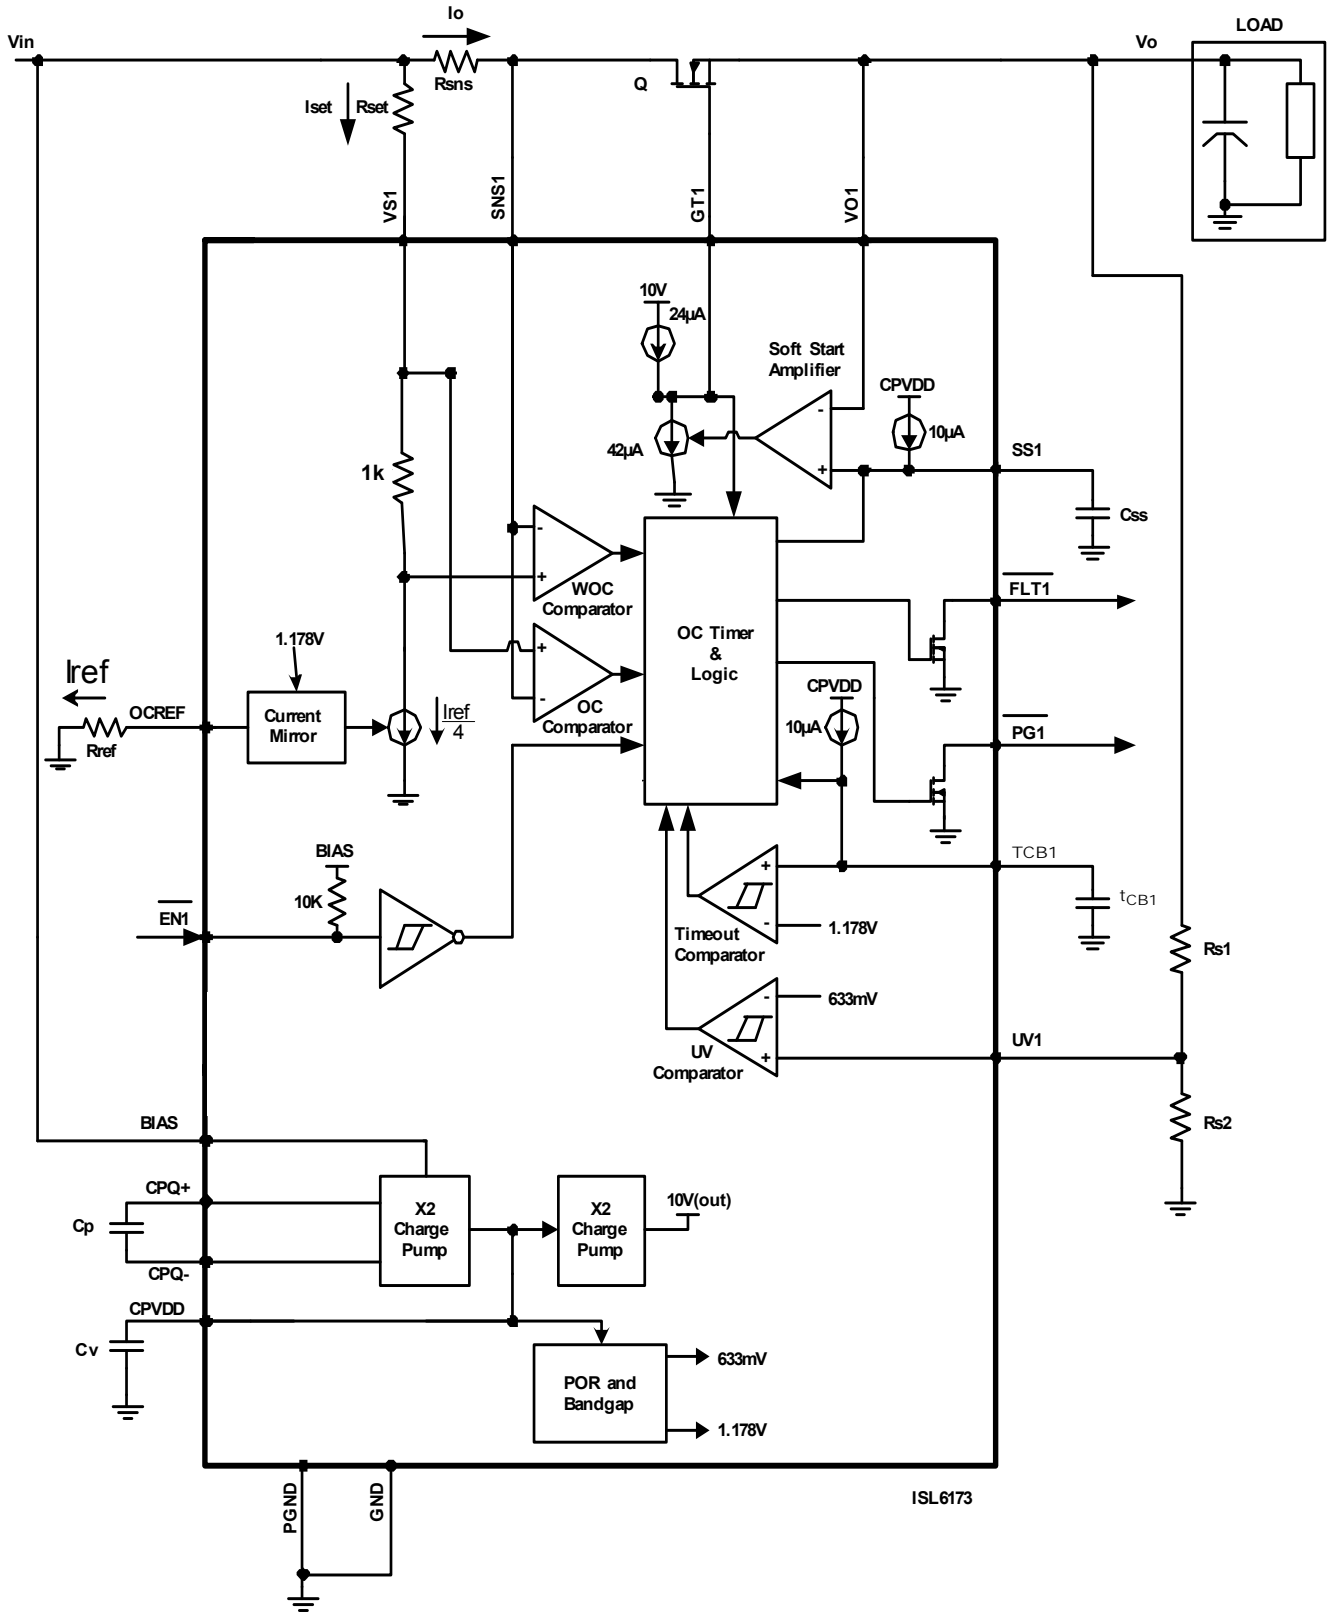 Io
Vin
Rsns
Q
Vo
LOAD
Iset
Rset
VS1
SNS1
GT1
VO1
10V
24µA
42µA
Soft Start
Amplifier
-
+
CPVDD
10µA
SS1
Css
1k
-
+
WOC
Comparator
+
-
OC
Comparator
OC Timer
&
Logic
FLT1
1.178V
Iref
OCREF
Rref
Current
Mirror
Iref
4
CPVDD
10µA
PG1
BIAS
10K
EN1
+
-
1.178V
Timeout
Comparator
TCB1
tCB1
Rs1
-
633mV
+
UV
Comparator
UV1
Rs2
BIAS
CPQ+
Cp
CPQ-
X2
Charge
Pump
X2
Charge
Pump
10V(out)
CPVDD
Cv
POR and
Bandgap
633mV
1.178V
PGND
GND
ISL6173